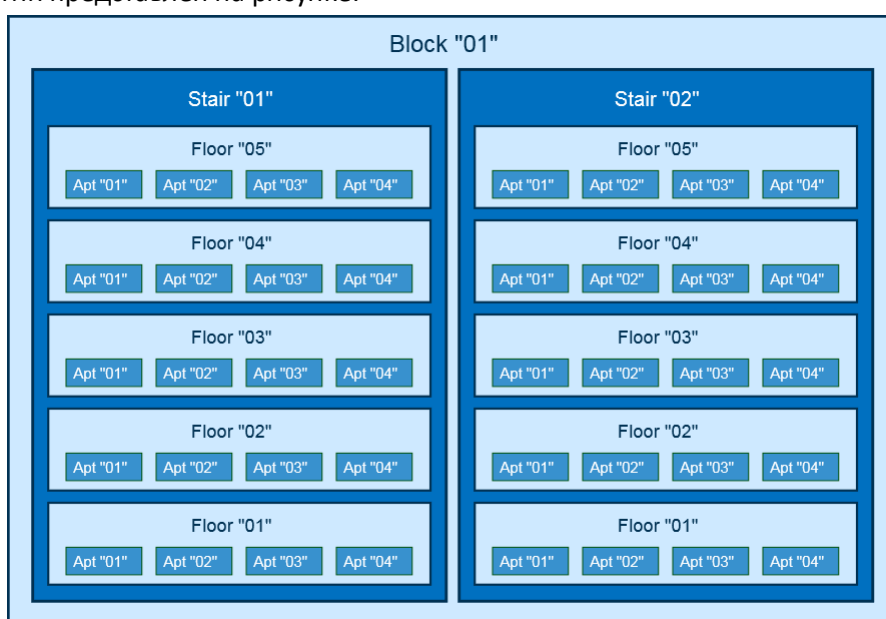 представлен на рисунке.
Block "01"
Stair "01"
Floor "05"
Apt "01" Apt "02" Apt "03" Apt "04"
Floor "04"
Apt "01" Apt "02" Apt "03" Apt "04"
Floor "03"
Apt "01" Apt "02" Apt "03" Apt "04"
Floor "02"
Apt "01" Apt "02" Apt "03" Apt "04"
Floor "01"
Apt "01" Apt "02" Apt "03" Apt "04"
Stair "02"
Floor "05"
Apt "01" Apt "02" Apt "03" Apt "04"
Floor "04"
Apt "01" Apt "02" Apt "03" Apt "04"
Floor "03"
Apt "01" Apt "02" Apt "03" Apt "04"
Floor "02"
Apt "01" Apt "02" Apt "03" Apt "04"
Floor "01"
Apt "01" Apt "02" Apt "03" Apt "04"